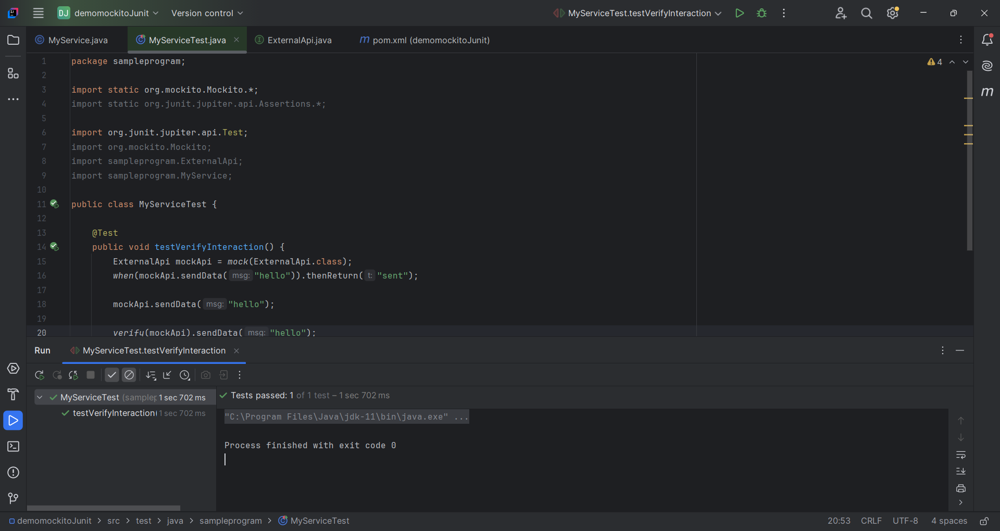 DJ demomockitoJunit Version control MyServiceTest.testVerifyInteraction
MyService.java MyServiceTest.java ExternalApi.java m pom.xml (demomockitoJunit)
1 package sampleprogram; 4
2
3 import static org.mockito.Mockito.*;
4 import static org.junit.jupiter.api.Assertions.*;
5
6 import org.junit.jupiter.api.Test;
7 import org.mockito.Mockito;
8 import sampleprogram.ExternalApi;
9 import sampleprogram.MyService;
10
11 public class MyServiceTest {
12
13 @Test
14 public void testVerifyInteraction() {
15 ExternalApi mockApi = mock(ExternalApi.class);
16 when(mockApi.sendData( msg: "hello")).thenReturn( t: "sent");
17
18 mockApi.sendData( msg: "hello");
19
20 verify(mockApi).sendData( msg: "hello");
Run MyServiceTest.testVerifyInteraction
MyServiceTest (samplep 1 sec 702 ms
testVerifyInteraction( 1 sec 702 ms
Tests passed: 1 of 1 test – 1 sec 702 ms
"C:\Program Files\Java\jdk-11\bin\java.exe" ...
Process finished with exit code 0
demomockitoJunit > src > test > java > sampleprogram > MyServiceTest 20:53 CRLF UTF-8 4 spaces